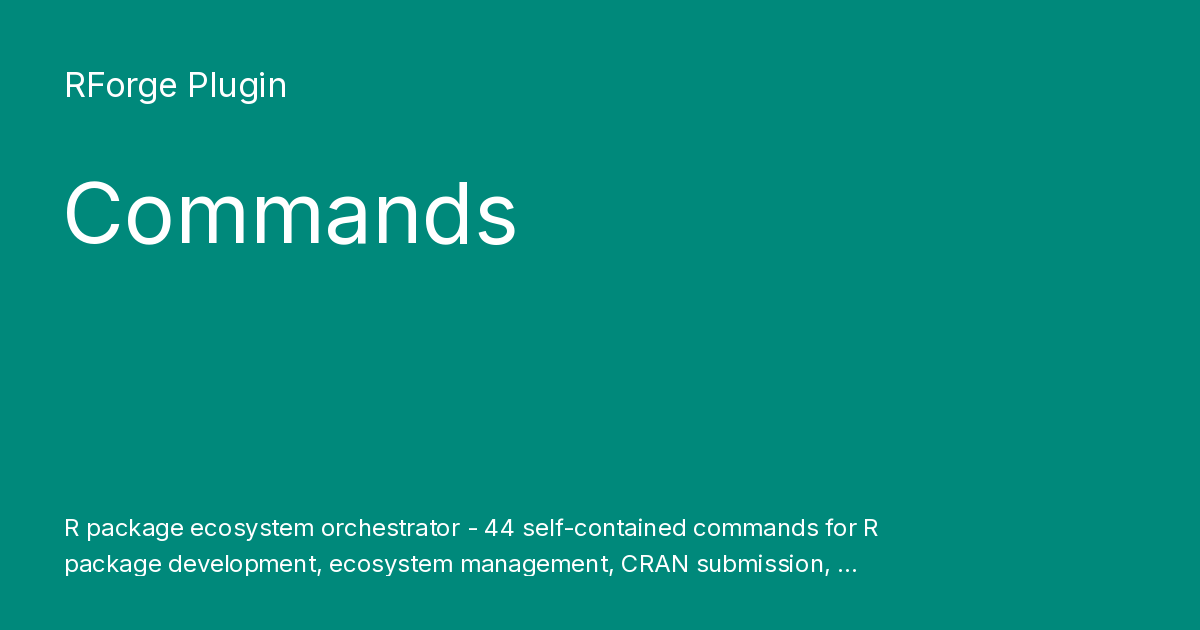 RForge Plugin
Commands
R package ecosystem orchestrator - 44 self-contained commands for R
package development, ecosystem management, CRAN submission, ...